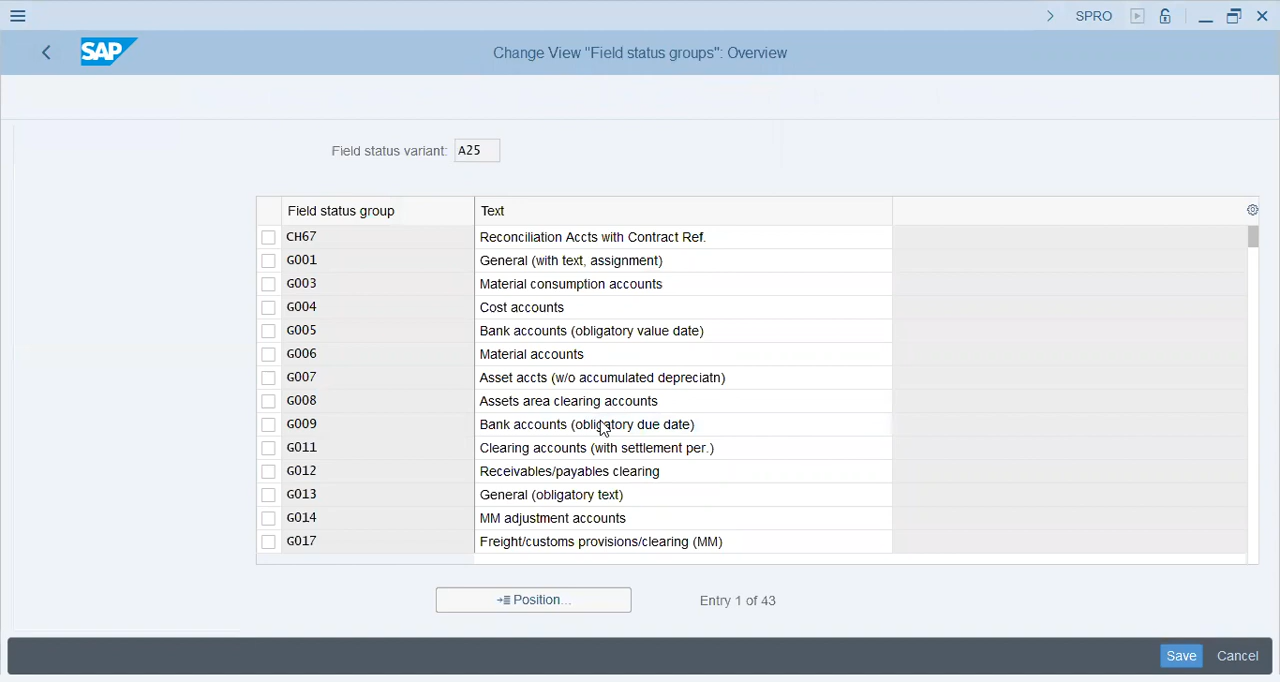 SPRO
SAP
Change View "Field status groups": Overview
Field status variant: A25
Field status group Text
CH67 Reconciliation Accts with Contract Ref.
G001 General (with text, assignment)
G003 Material consumption accounts
G004 Cost accounts
G005 Bank accounts (obligatory value date)
G006 Material accounts
G007 Asset accts (w/o accumulated depreciatn)
G008 Assets area clearing accounts
G009 Bank accounts (obligatory due date)
G011 Clearing accounts (with settlement per.)
G012 Receivables/payables clearing
G013 General (obligatory text)
G014 MM adjustment accounts
G017 Freight/customs provisions/clearing (MM)
Position... Entry 1 of 43
Save Cancel